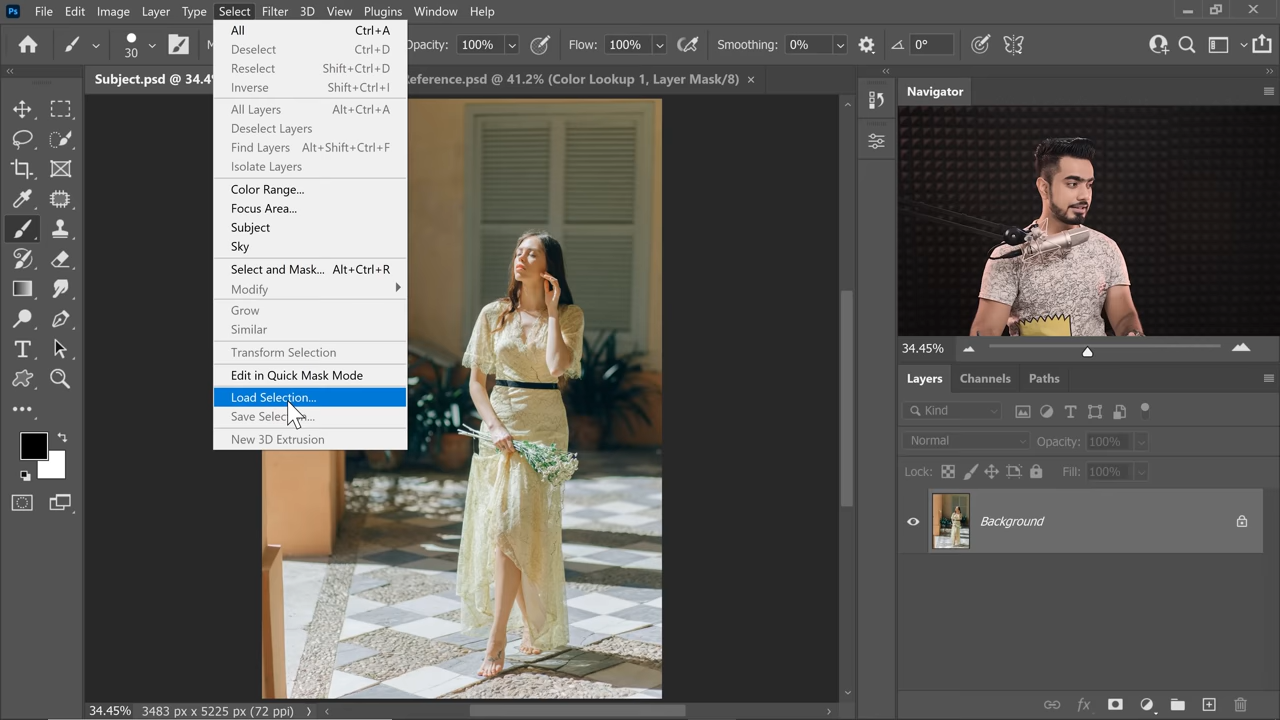 Ps File Edit Image Layer Type Select Filter 3D View Plugins Window Help
30 Opacity: 100% Flow: 100% Smoothing: 0% 0°
Subject.psd @ 34.4
eference.psd @ 41.2% (Color Lookup 1, Layer Mask/8)
All Ctrl+A
Deselect Ctrl+D
Reselect Shift+Ctrl+D
Inverse Shift+Ctrl+I
All Layers Alt+Ctrl+A
Deselect Layers
Find Layers Alt+Shift+Ctrl+F
Isolate Layers
Color Range...
Focus Area...
Subject
Sky
Select and Mask... Alt+Ctrl+R
Modify
Grow
Similar
Transform Selection
Edit in Quick Mask Mode
Load Selection...
Save Selec
New 3D Extrusion
Navigator
34.45%
Layers Channels Paths
Kind
Normal Opacity: 100%
Lock: Fill: 100%
Background
34.45% 3483 px x 5225 px (72 ppi)